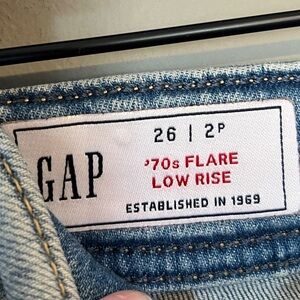 26 | 2P
GAP
'70s FLARE
LOW RISE
ESTABLISHED IN 1969